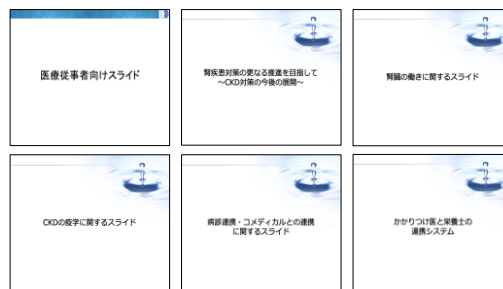 医療従事者向けスライド
腎疾患対策の更なる推進を目指して
～CKD対策の今後の展開～
腎臓の働きに関するスライド
CKDの疫学に関するスライド
病診連携・コメディカルとの連携
に関するスライド
かかりつけ医と栄養士の
連携システム